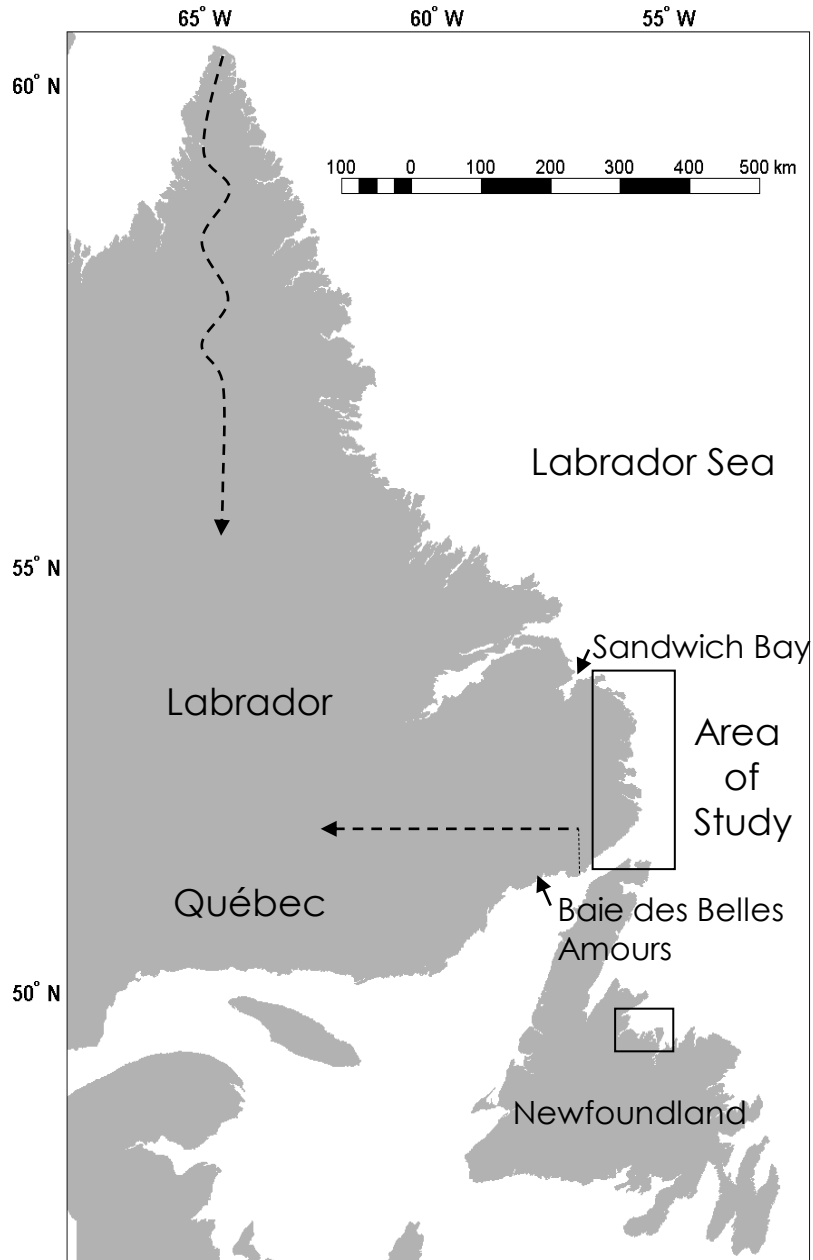 65° W 60° W 55° W
60° N
100 0 100 200 300 400 500 km
Labrador Sea
55° N
Sandwich Bay
Labrador
Area
of
Study
Québec
Baie des Belles
Amours
50° N
Newfoundland